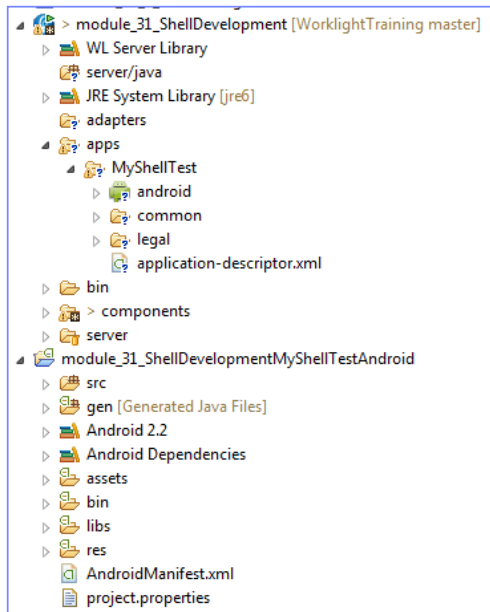 > module_31_ShellDevelopment [WorklightTraining master]
WL Server Library
server/java
JRE System Library [jre6]
adapters
apps
MyShellTest
android
common
legal
application-descriptor.xml
bin
> components
server
module_31_ShellDevelopmentMyShellTestAndroid
src
gen [Generated Java Files]
Android 2.2
Android Dependencies
assets
bin
libs
res
AndroidManifest.xml
project.properties